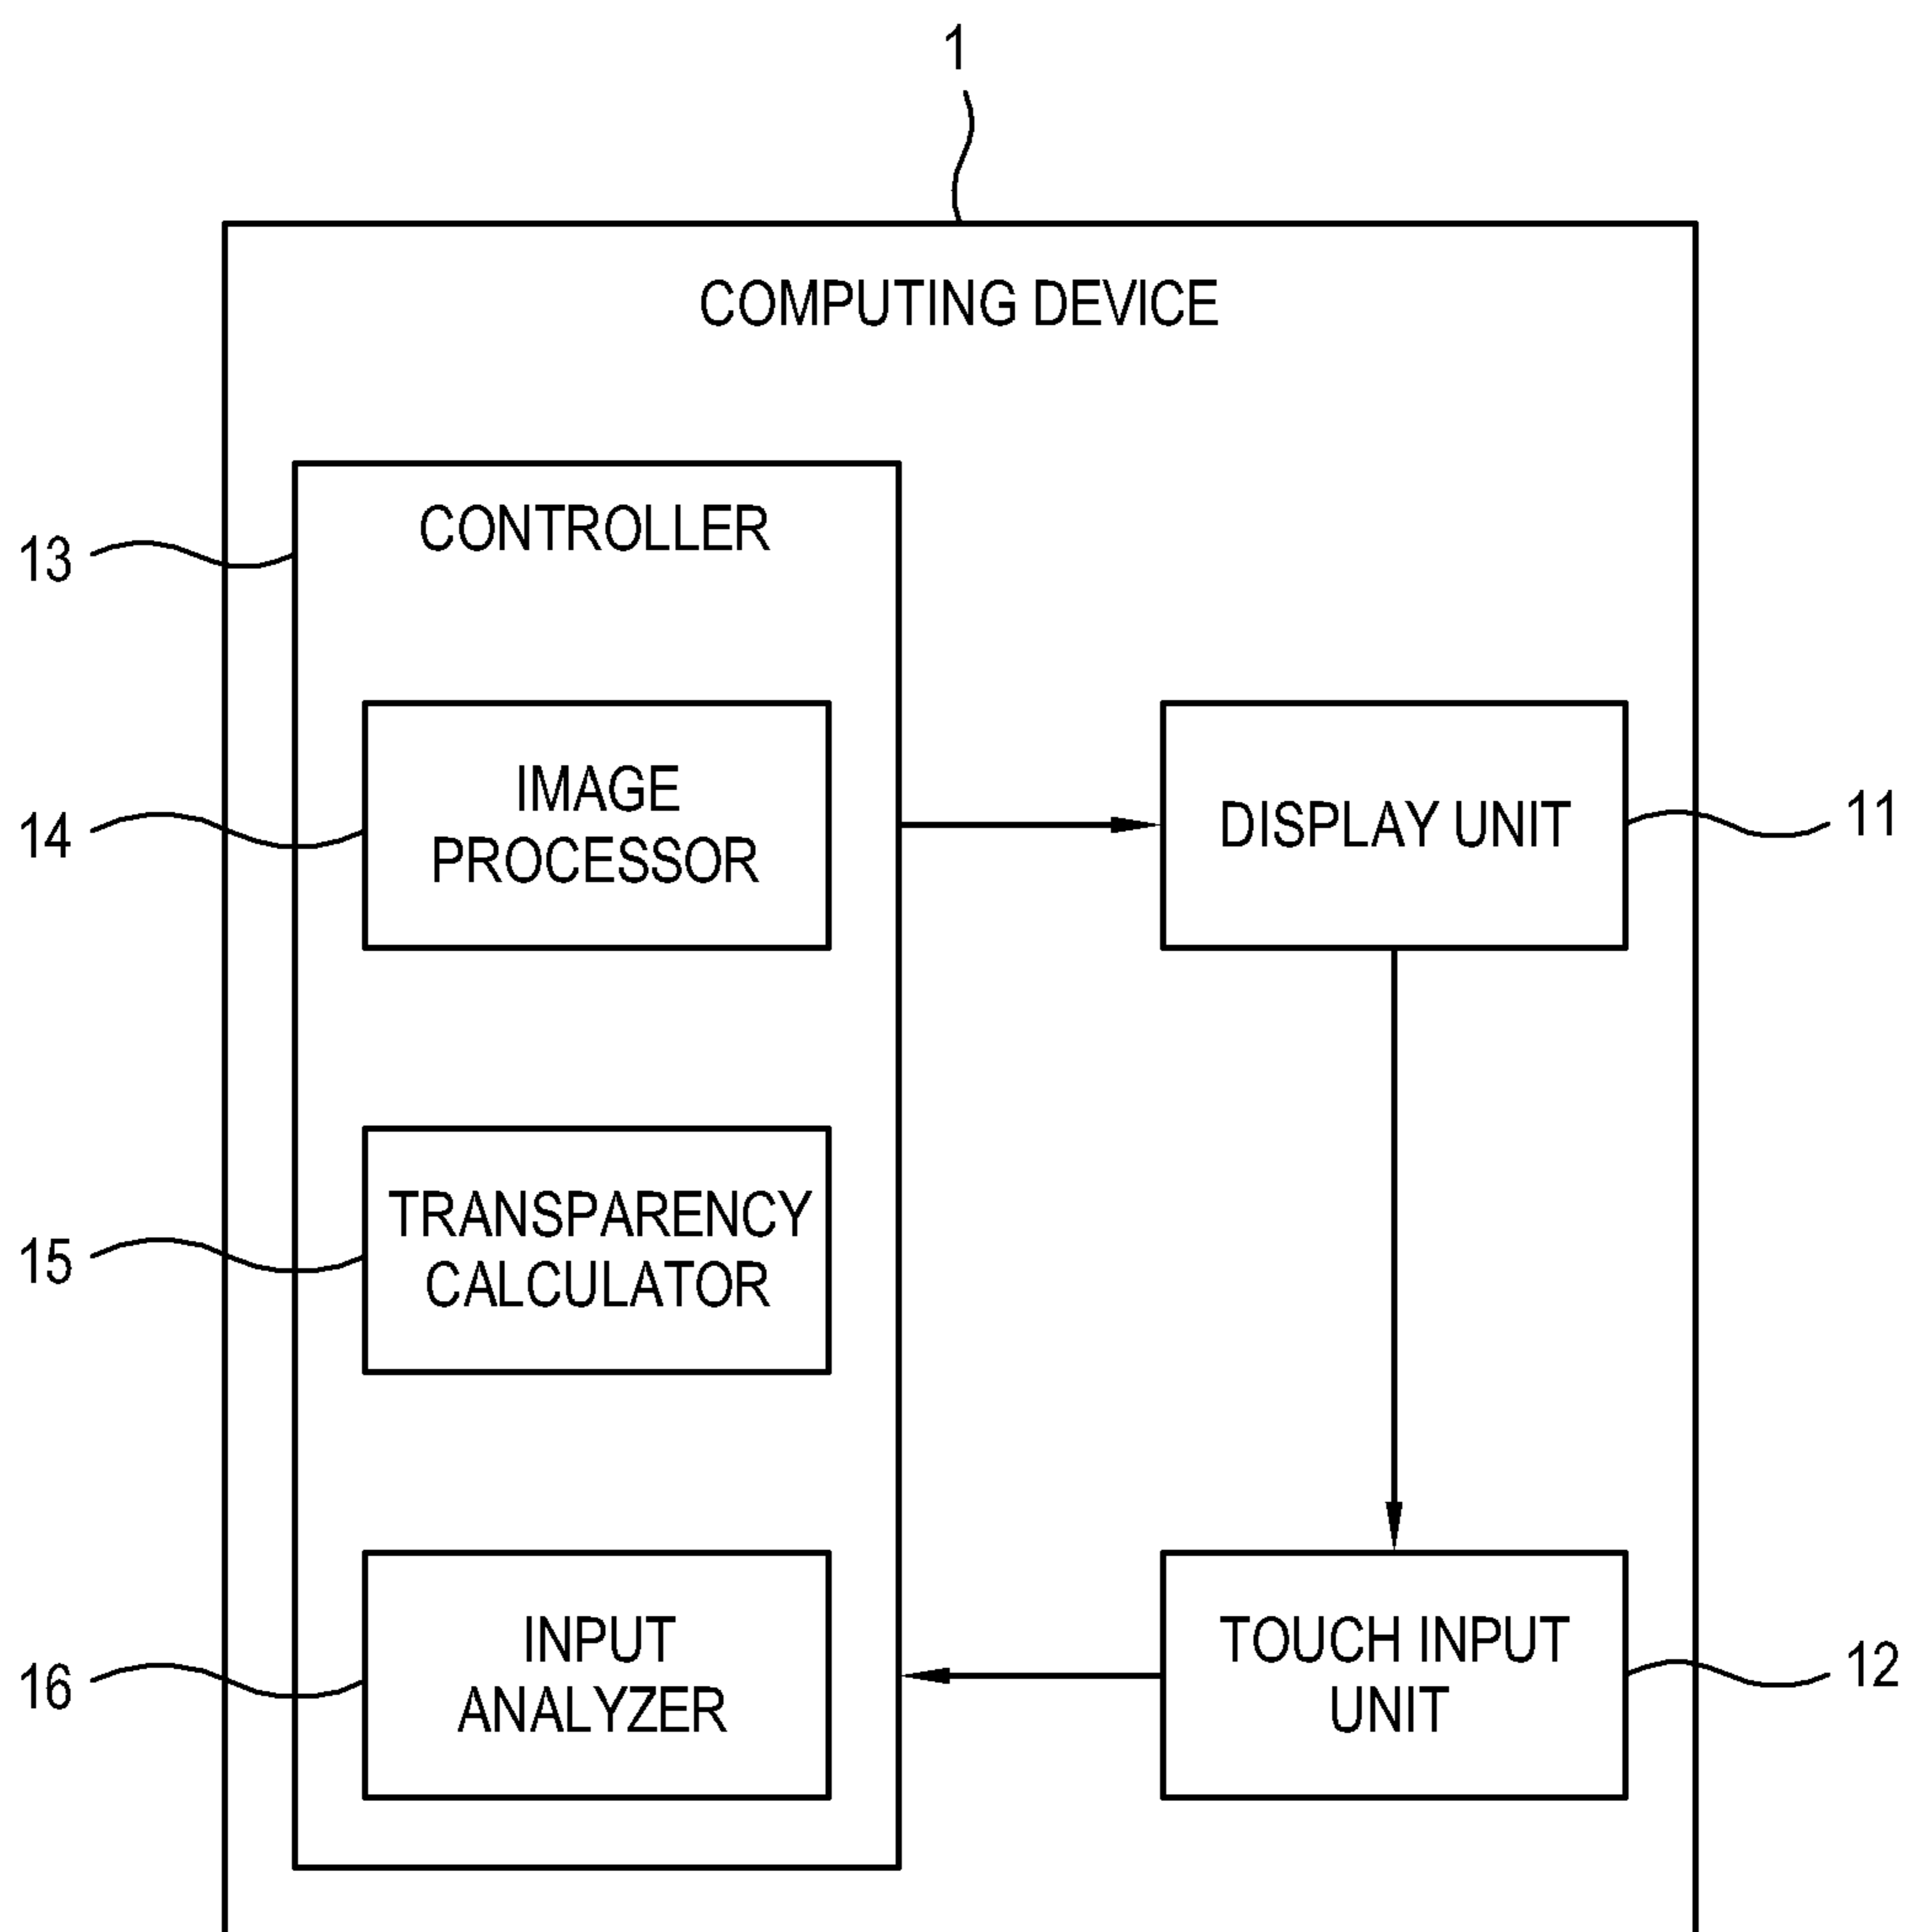 1
COMPUTING DEVICE
13
CONTROLLER
14
IMAGE
PROCESSOR
DISPLAY UNIT
11
15
TRANSPARENCY
CALCULATOR
16
INPUT
ANALYZER
TOUCH INPUT
UNIT
12